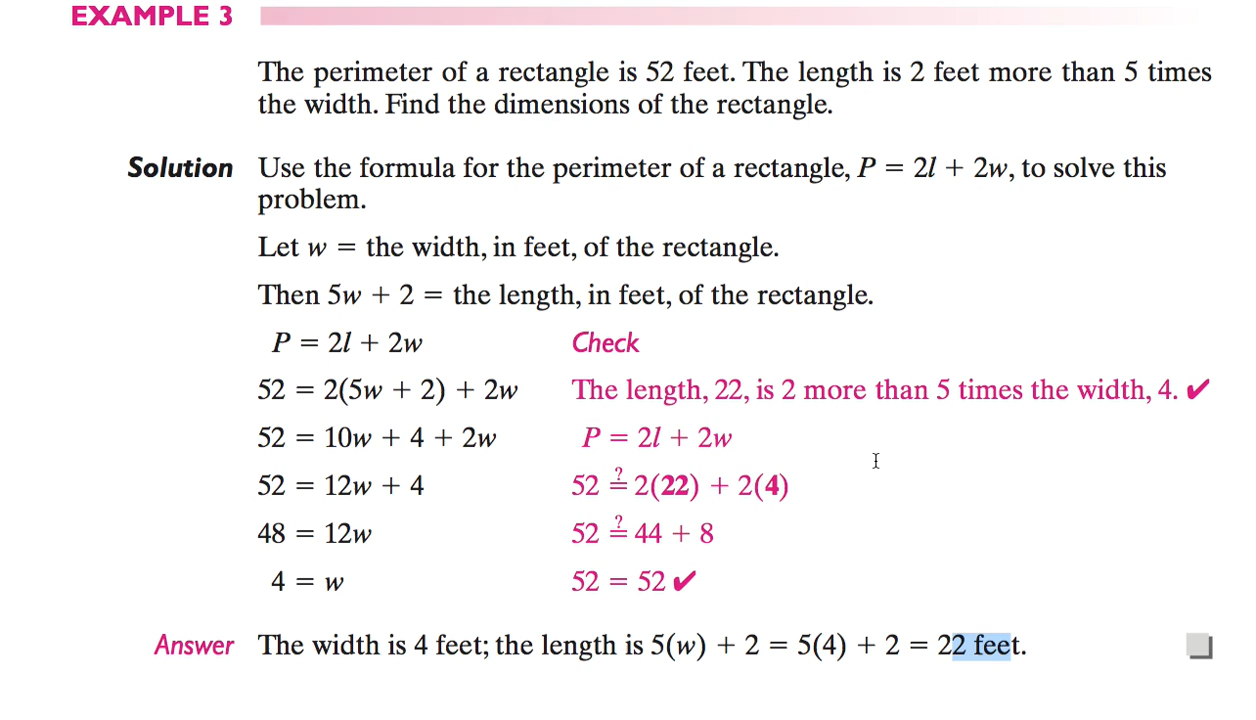 EXAMPLE 3
The perimeter of a rectangle is 52 feet. The length is 2 feet more than 5 times
the width. Find the dimensions of the rectangle.
Solution Use the formula for the perimeter of a rectangle, P = 2l + 2w, to solve this
problem.
Let w = the width, in feet, of the rectangle.
Then 5w + 2 = the length, in feet, of the rectangle.
P = 2l + 2w Check
52 = 2(5w + 2) + 2w The length, 22, is 2 more than 5 times the width, 4. ✔
52 = 10w + 4 + 2w P = 2l + 2w
52 = 12w + 4 52 ≟ 2(22) + 2(4)
48 = 12w 52 ≟ 44 + 8
4 = w 52 = 52 ✔
Answer The width is 4 feet; the length is 5(w) + 2 = 5(4) + 2 = 22 feet.